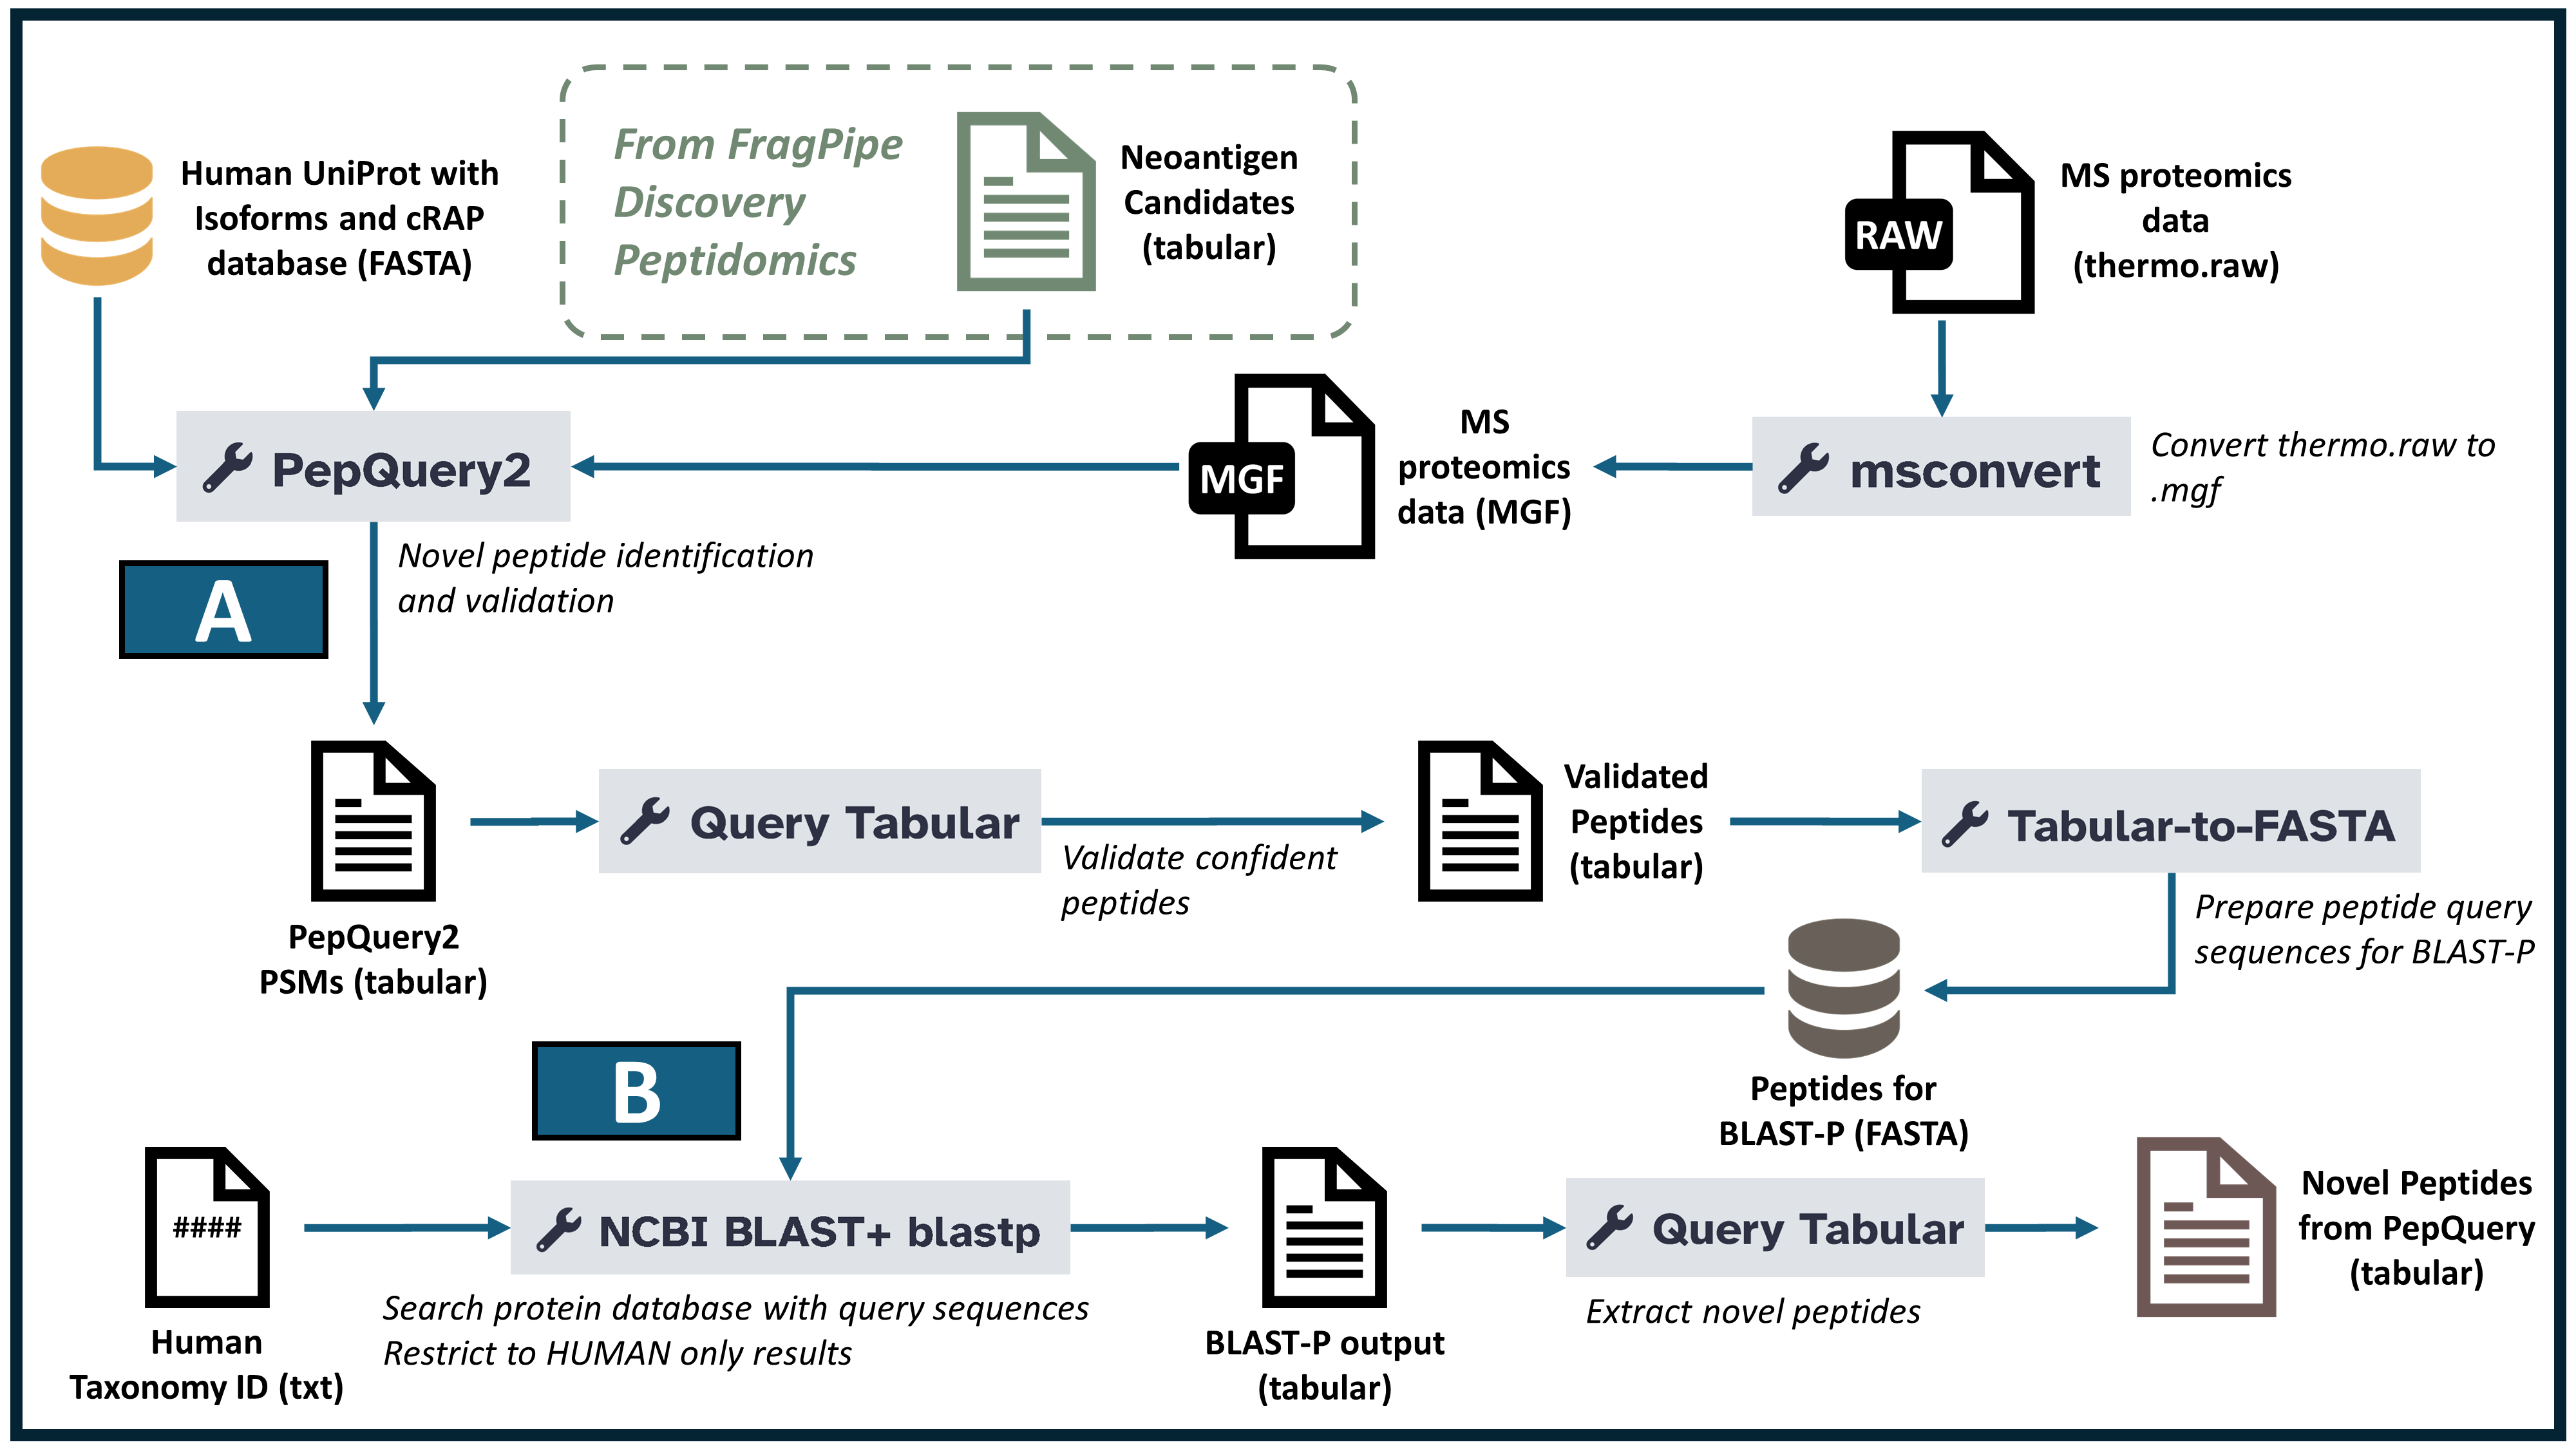 Human UniProt with
Isoforms and cRAP
database (FASTA)
From FragPipe
Discovery
Peptidomics
Neoantigen
Candidates
(tabular)
RAW
MS proteomics
data
(thermo.raw)
PepQuery2
MGF
MS
proteomics
data (MGF)
msconvert
Convert thermo.raw to
.mgf
A
Novel peptide identification
and validation
PepQuery2
PSMs (tabular)
Query Tabular
Validate confident
peptides
Validated
Peptides
(tabular)
Tabular-to-FASTA
Prepare peptide query
sequences for BLAST-P
Peptides for
BLAST-P (FASTA)
B
####
Human
Taxonomy ID (txt)
NCBI BLAST+ blastp
Search protein database with query sequences
Restrict to HUMAN only results
BLAST-P output
(tabular)
Query Tabular
Extract novel peptides
Novel Peptides
from PepQuery
(tabular)